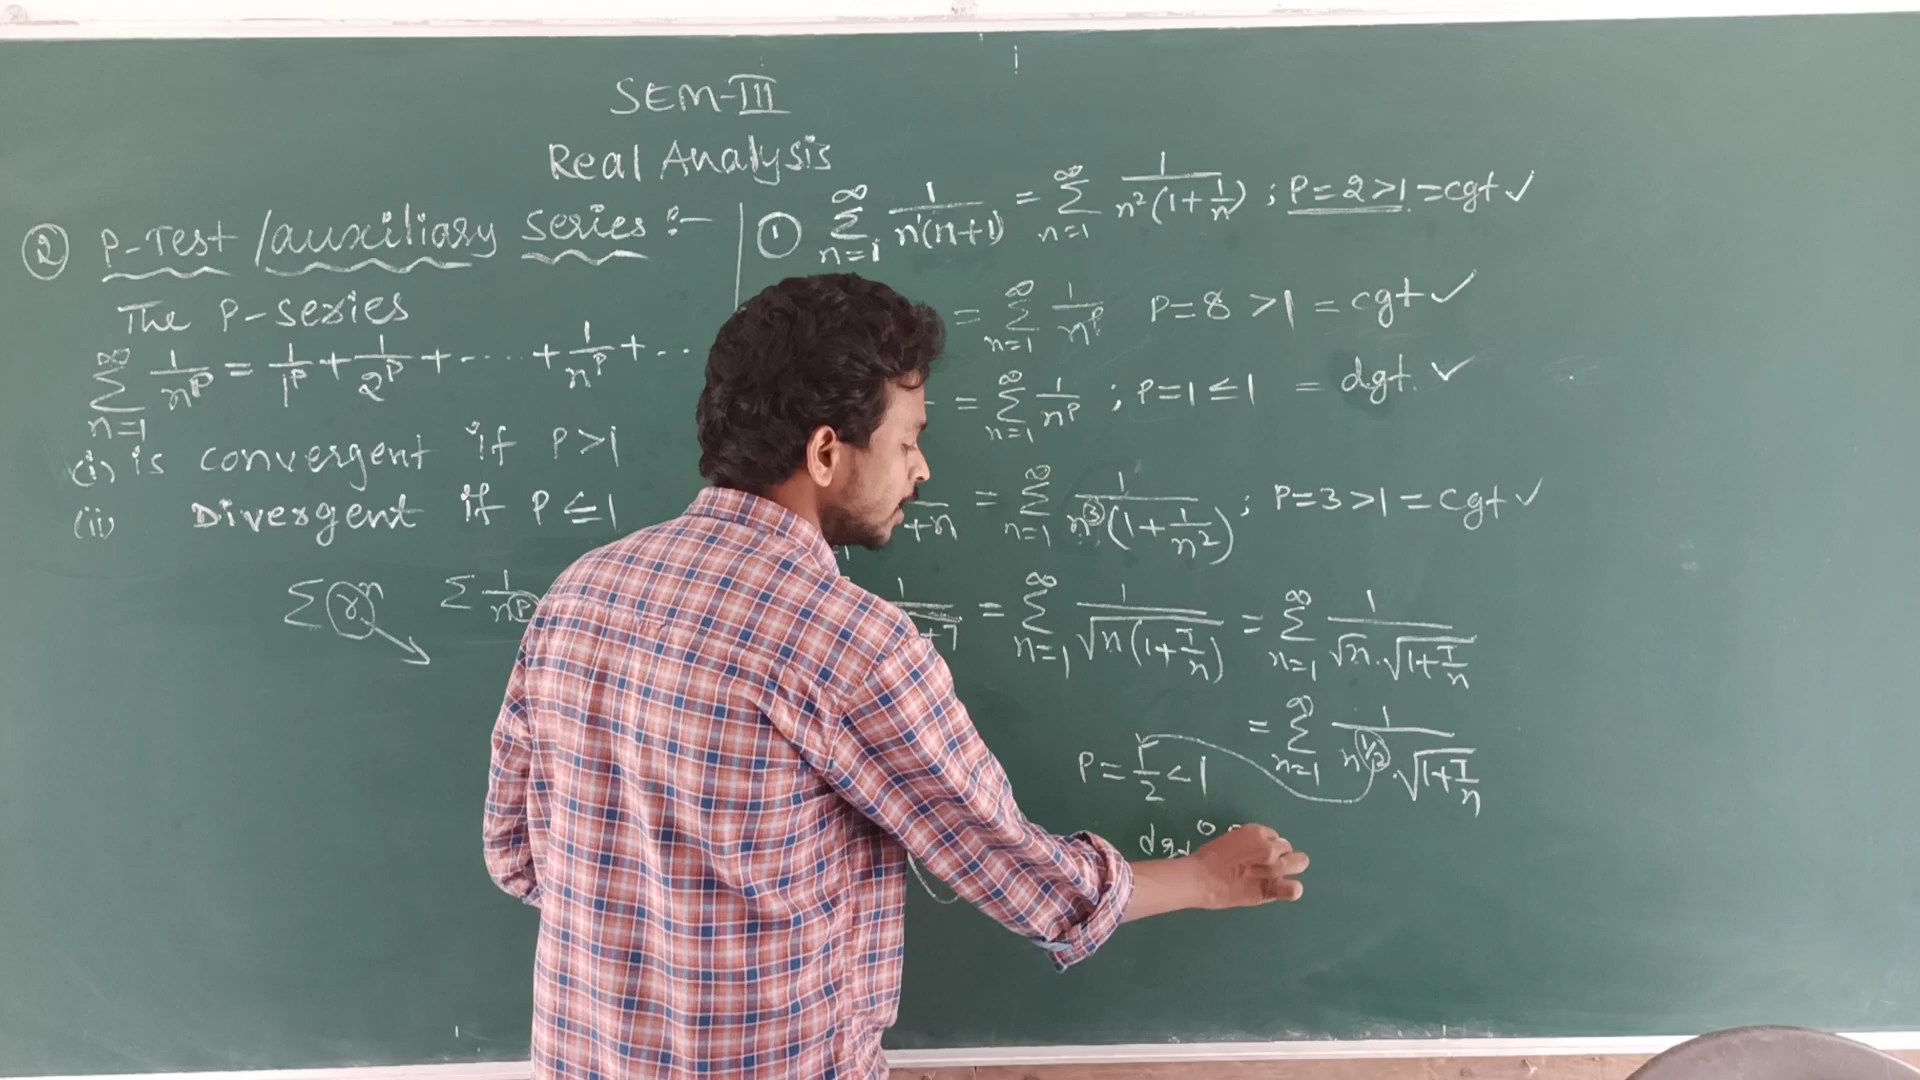 SEM-III
Real Analysis
② P-Test /auxiliary series :-
The P-series
∑_{n=1}^{∞} 1/n^P = 1/1^P + 1/2^P + ---- + 1/n^P + ..
(i) is convergent if P>1
(ii) Divergent if P≤1
∑ r^n ∑ 1/n^P
① ∑_{n=1}^{∞} 1/n(n+1) = ∑_{n=1}^{∞} 1/n²(1+1/n) ; P=2>1 = cgt ✓
= ∑_{n=1}^{∞} 1/n^P P=8 >1 = cgt ✓
= ∑_{n=1}^{∞} 1/n^P ; P=1≤1 = dgt. ✓
+n = ∑_{n=1}^{∞} 1/n³(1+1/n²) ; P=3>1 = cgt ✓
1/+7 = ∑_{n=1}^{∞} 1/√n(1+7/n) = ∑_{n=1}^{∞} 1/√n.√1+7/n
= ∑_{n=1}^{∞} 1/n^{1/2}.√1+7/n
P=1/2<1
dgt